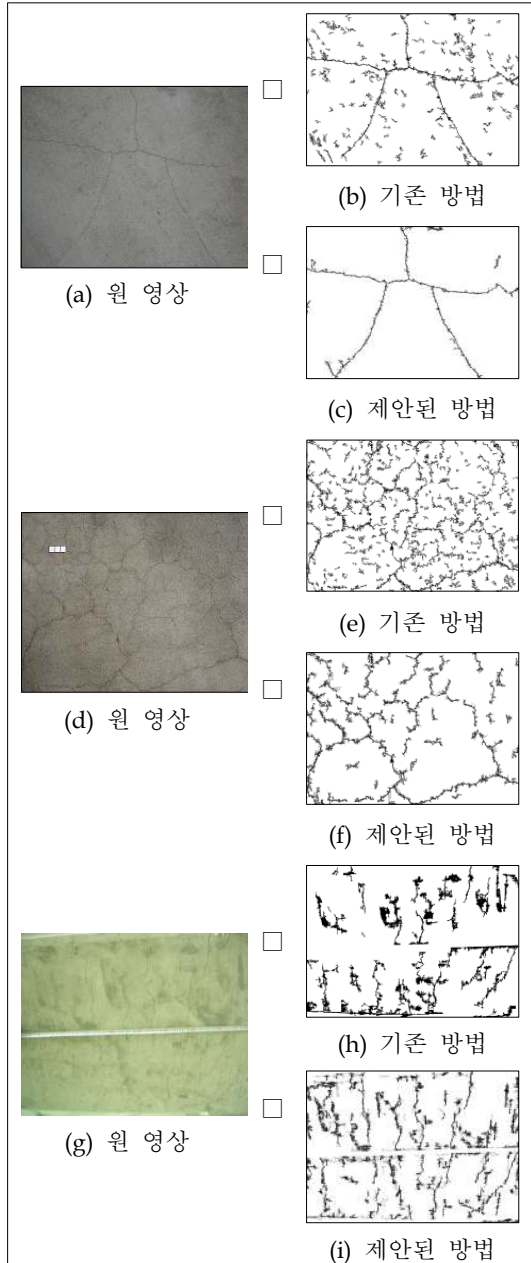 (b) 기존 방법
(a) 원 영상
(c) 제안된 방법
(e) 기존 방법
(d) 원 영상
(f) 제안된 방법
(h) 기존 방법
(g) 원 영상
(i) 제안된 방법